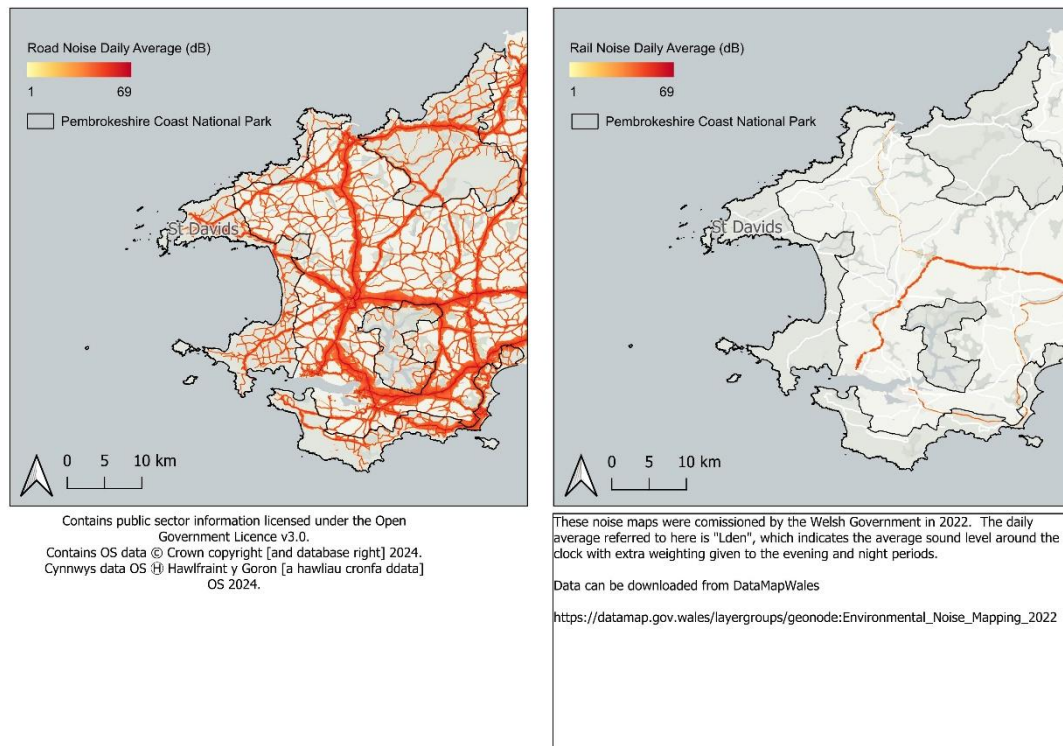 Road Noise Daily Average (dB)
1 69
Pembrokeshire Coast National Park
St Davids
0 5 10 km
Contains public sector information licensed under the Open
Government Licence v3.0.
Contains OS data © Crown copyright [and database right] 2024.
Cynnwys data OS Ⓗ Hawlfraint y Goron [a hawliau cronfa ddata]
OS 2024.
Rail Noise Daily Average (dB)
1 69
Pembrokeshire Coast National Park
St Davids
0 5 10 km
These noise maps were comissioned by the Welsh Government in 2022. The daily
average referred to here is "Lden", which indicates the average sound level around the
clock with extra weighting given to the evening and night periods.
Data can be downloaded from DataMapWales
https://datamap.gov.wales/layergroups/geonode:Environmental_Noise_Mapping_2022